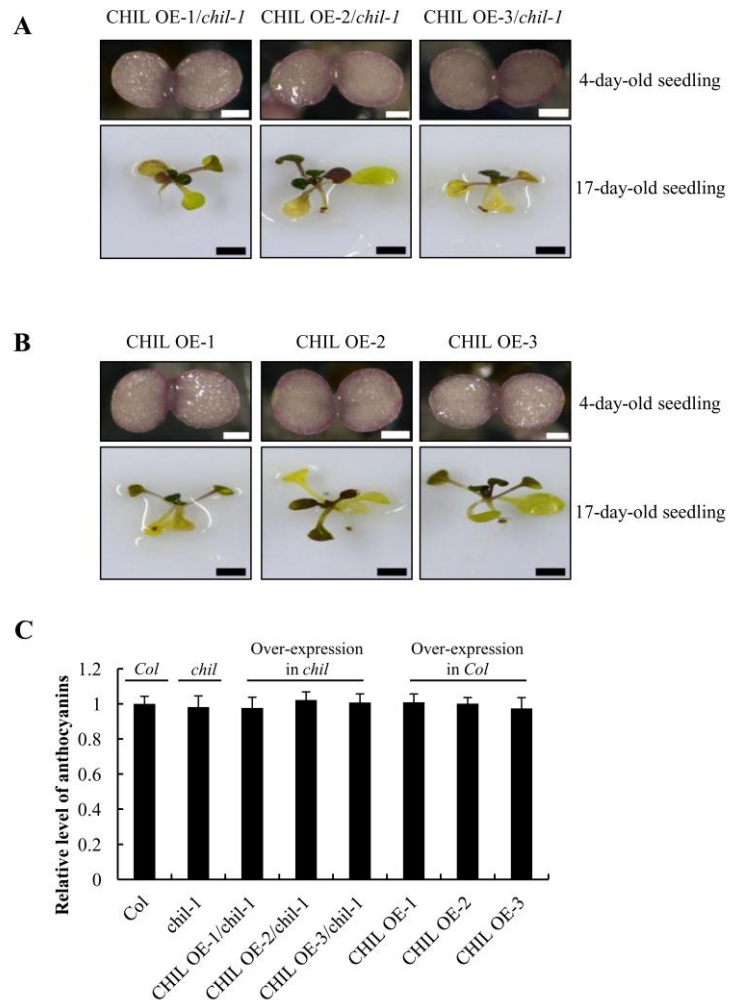 A
CHIL OE-1/chil-1 CHIL OE-2/chil-1 CHIL OE-3/chil-1
4-day-old seedling
17-day-old seedling
B
CHIL OE-1 CHIL OE-2 CHIL OE-3
4-day-old seedling
17-day-old seedling
C
Over-expression Over-expression
Col chil in chil in Col
Relative level of anthocyanins
1.2
1
0.8
0.6
0.4
0.2
0
Col
chil-1
CHIL OE-1/chil-1
CHIL OE-2/chil-1
CHIL OE-3/chil-1
CHIL OE-1
CHIL OE-2
CHIL OE-3